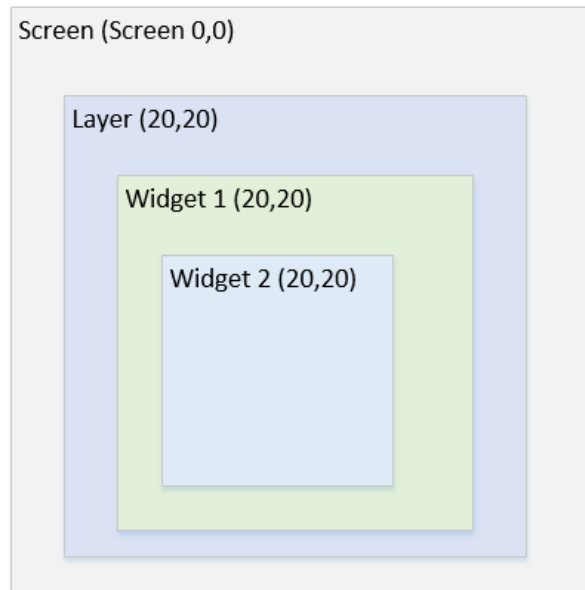 Screen (Screen 0,0)
Layer (20,20)
Widget 1 (20,20)
Widget 2 (20,20)